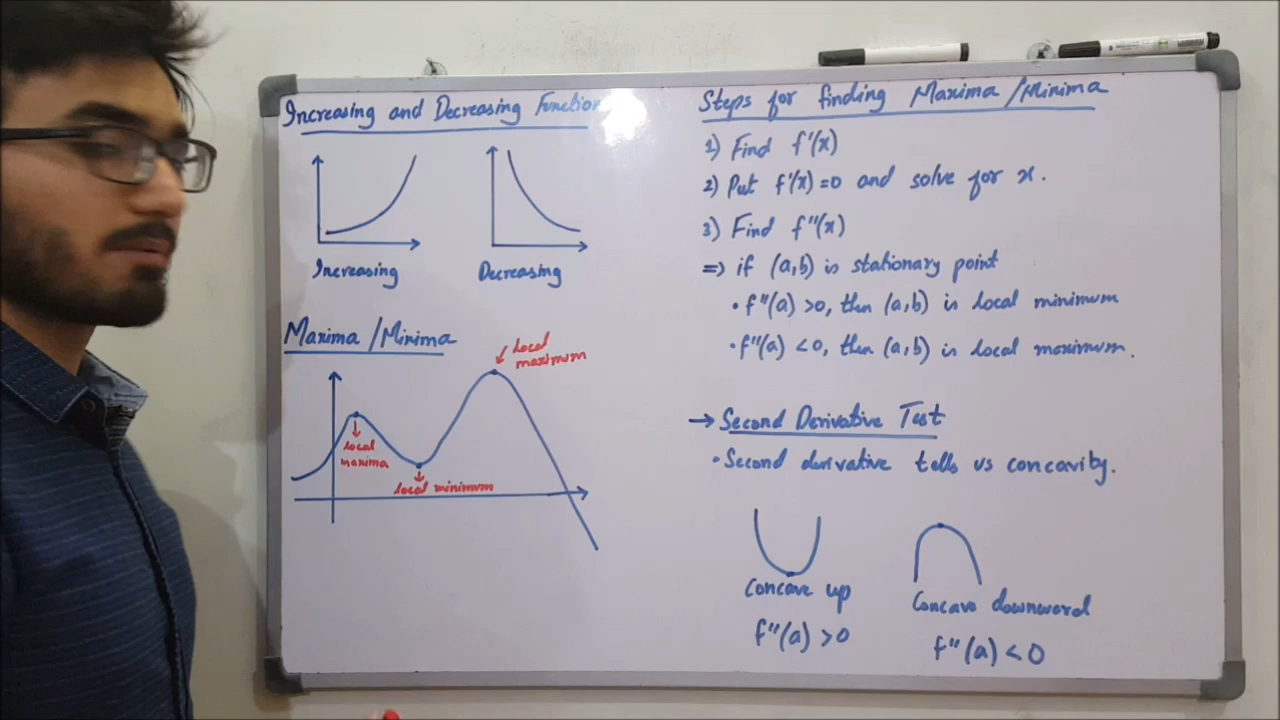 Increasing and Decreasing Function
Increasing
Decreasing
Maxima/Minima
local
maximum
local
maxima
local minimum
Steps for finding Maxima/Minima
1) Find f'(x)
2) Put f'(x)=0 and solve for x.
3) Find f''(x)
=> if (a,b) is stationary point
• f''(a) >0, then (a,b) is local minimum
• f''(a) <0, then (a,b) is local maximum.
→ Second Derivative Test
• Second derivative tells us concavity.
Concave up
f''(a) >0
Concave downward
f''(a) <0